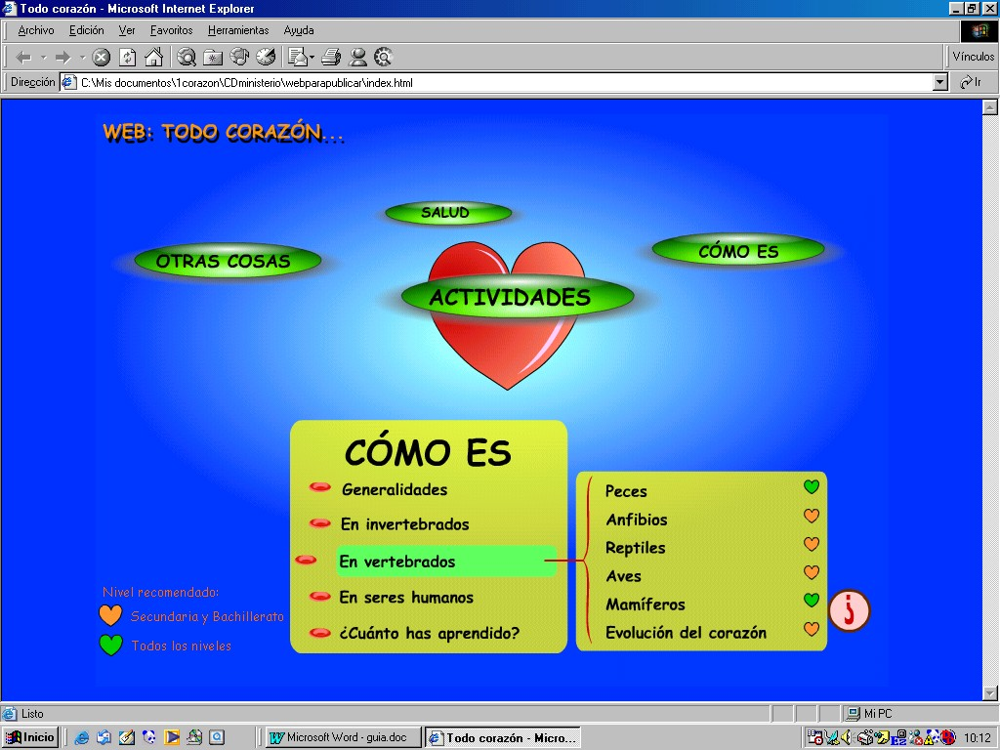 Todo corazón - Microsoft Internet Explorer
Archivo Edición Ver Favoritos Herramientas Ayuda
Vínculos
Dirección C:\Mis documentos\1corazon\CDministerio\webparapublicar\index.html Ir
WEB: TODO CORAZÓN...
SALUD
OTRAS COSAS
CÓMO ES
ACTIVIDADES
CÓMO ES
Generalidades
En invertebrados
En vertebrados
En seres humanos
¿Cuánto has aprendido?
Peces
Anfibios
Reptiles
Aves
Mamíferos
Evolución del corazón
¿
Nivel recomendado:
Secundaria y Bachillerato
Todos los niveles
Listo Mi PC
Inicio Microsoft Word - guia.doc Todo corazón - Micro... 10:12